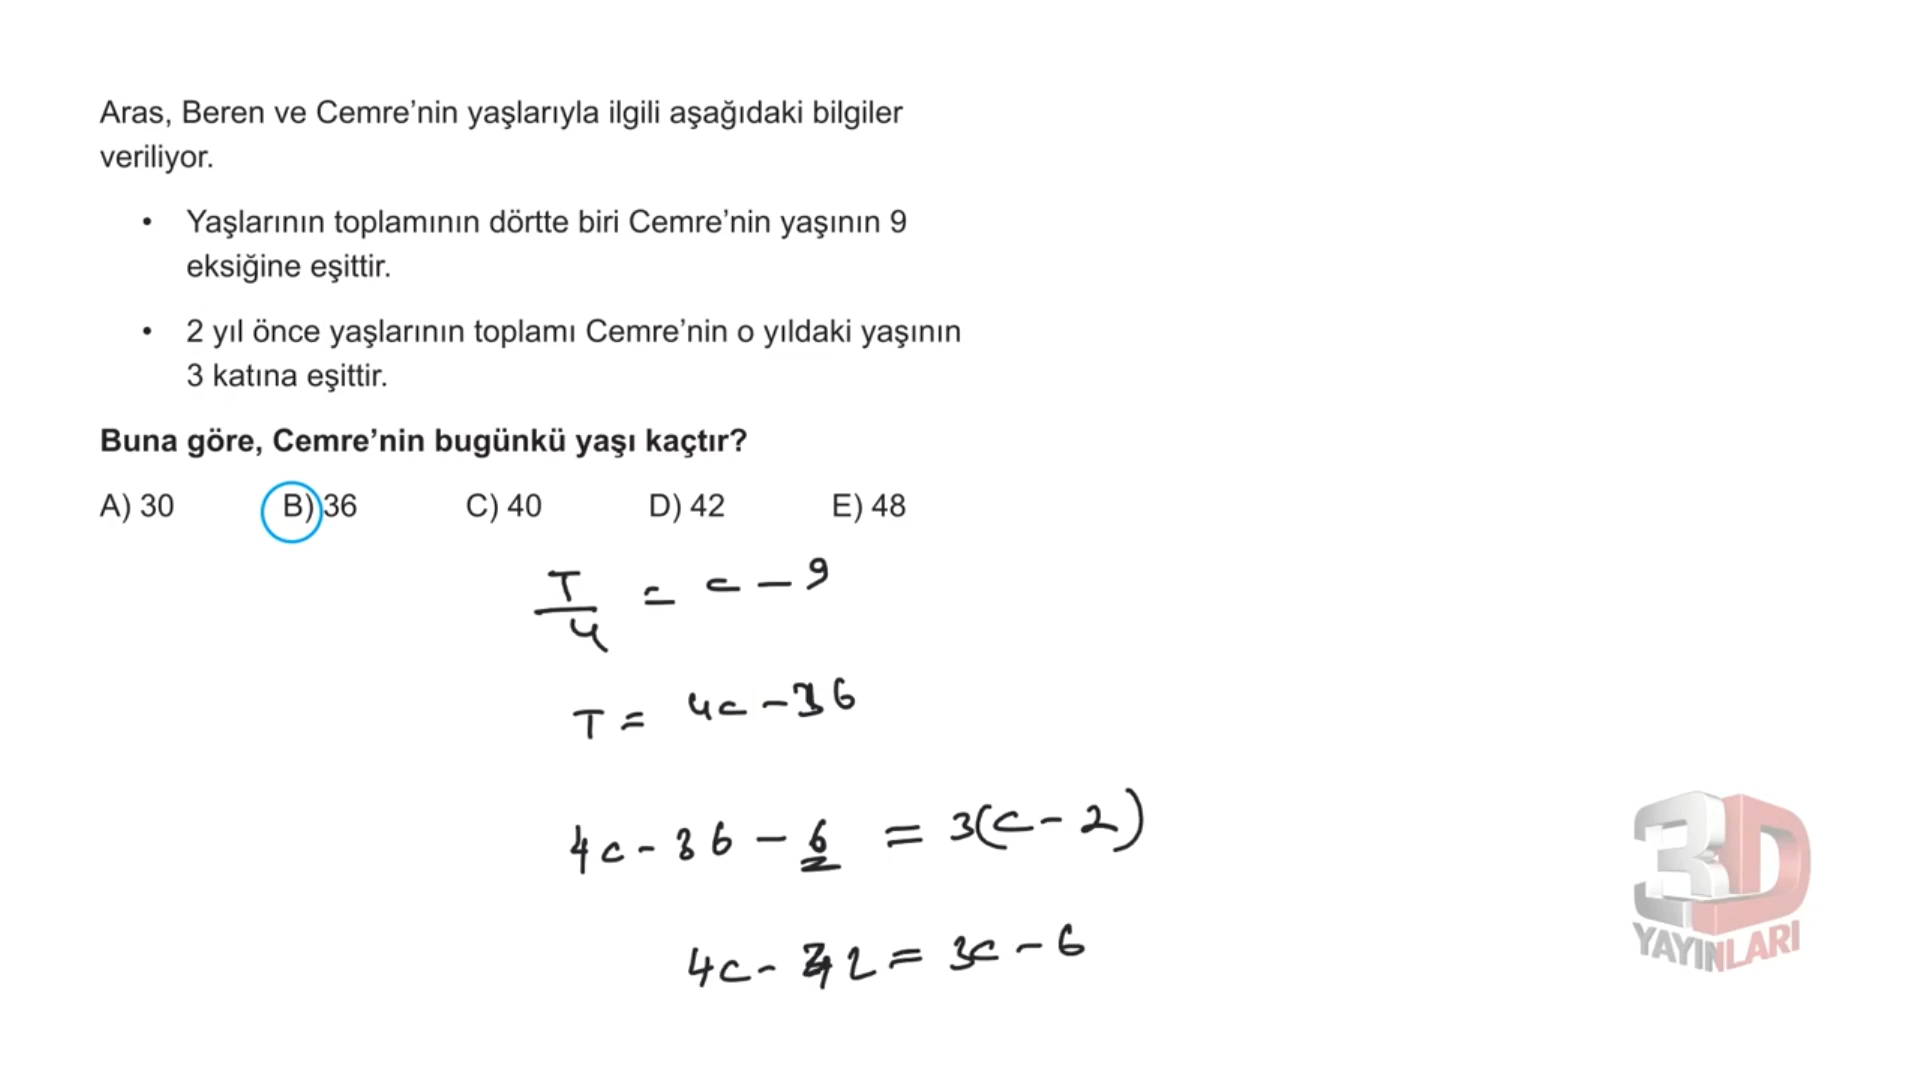 Aras, Beren ve Cemre’nin yaşlarıyla ilgili aşağıdaki bilgiler
veriliyor.
• Yaşlarının toplamının dörtte biri Cemre’nin yaşının 9
eksiğine eşittir.
• 2 yıl önce yaşlarının toplamı Cemre’nin o yıldaki yaşının
3 katına eşittir.
Buna göre, Cemre’nin bugünkü yaşı kaçtır?
A) 30 B) 36 C) 40 D) 42 E) 48
T/4 = c - 9
T = 4c - 36
4c - 36 - 6 = 3(c - 2)
4c - 42 = 3c - 6
3D
YAYINLARI